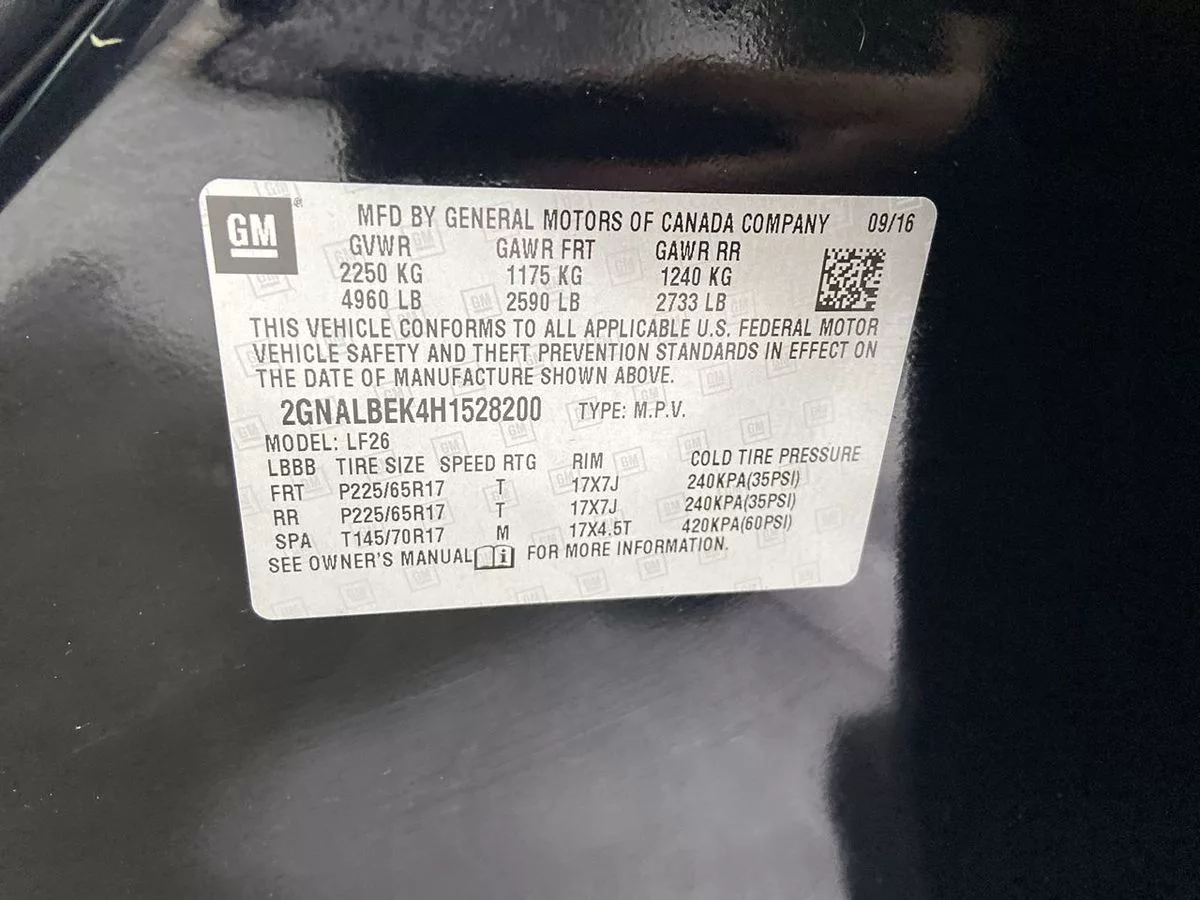 GM ® MFD BY GENERAL MOTORS OF CANADA COMPANY 09/16
GVWR GAWR FRT GAWR RR
2250 KG 1175 KG 1240 KG
4960 LB 2590 LB 2733 LB
THIS VEHICLE CONFORMS TO ALL APPLICABLE U.S. FEDERAL MOTOR
VEHICLE SAFETY AND THEFT PREVENTION STANDARDS IN EFFECT ON
THE DATE OF MANUFACTURE SHOWN ABOVE.
2GNALBEK4H1528200 TYPE: M.P.V.
MODEL: LF26
LBBB TIRE SIZE SPEED RTG RIM COLD TIRE PRESSURE
FRT P225/65R17 T 17X7J 240KPA(35PSI)
RR P225/65R17 T 17X7J 240KPA(35PSI)
SPA T145/70R17 M 17X4.5T 420KPA(60PSI)
SEE OWNER'S MANUAL i FOR MORE INFORMATION.